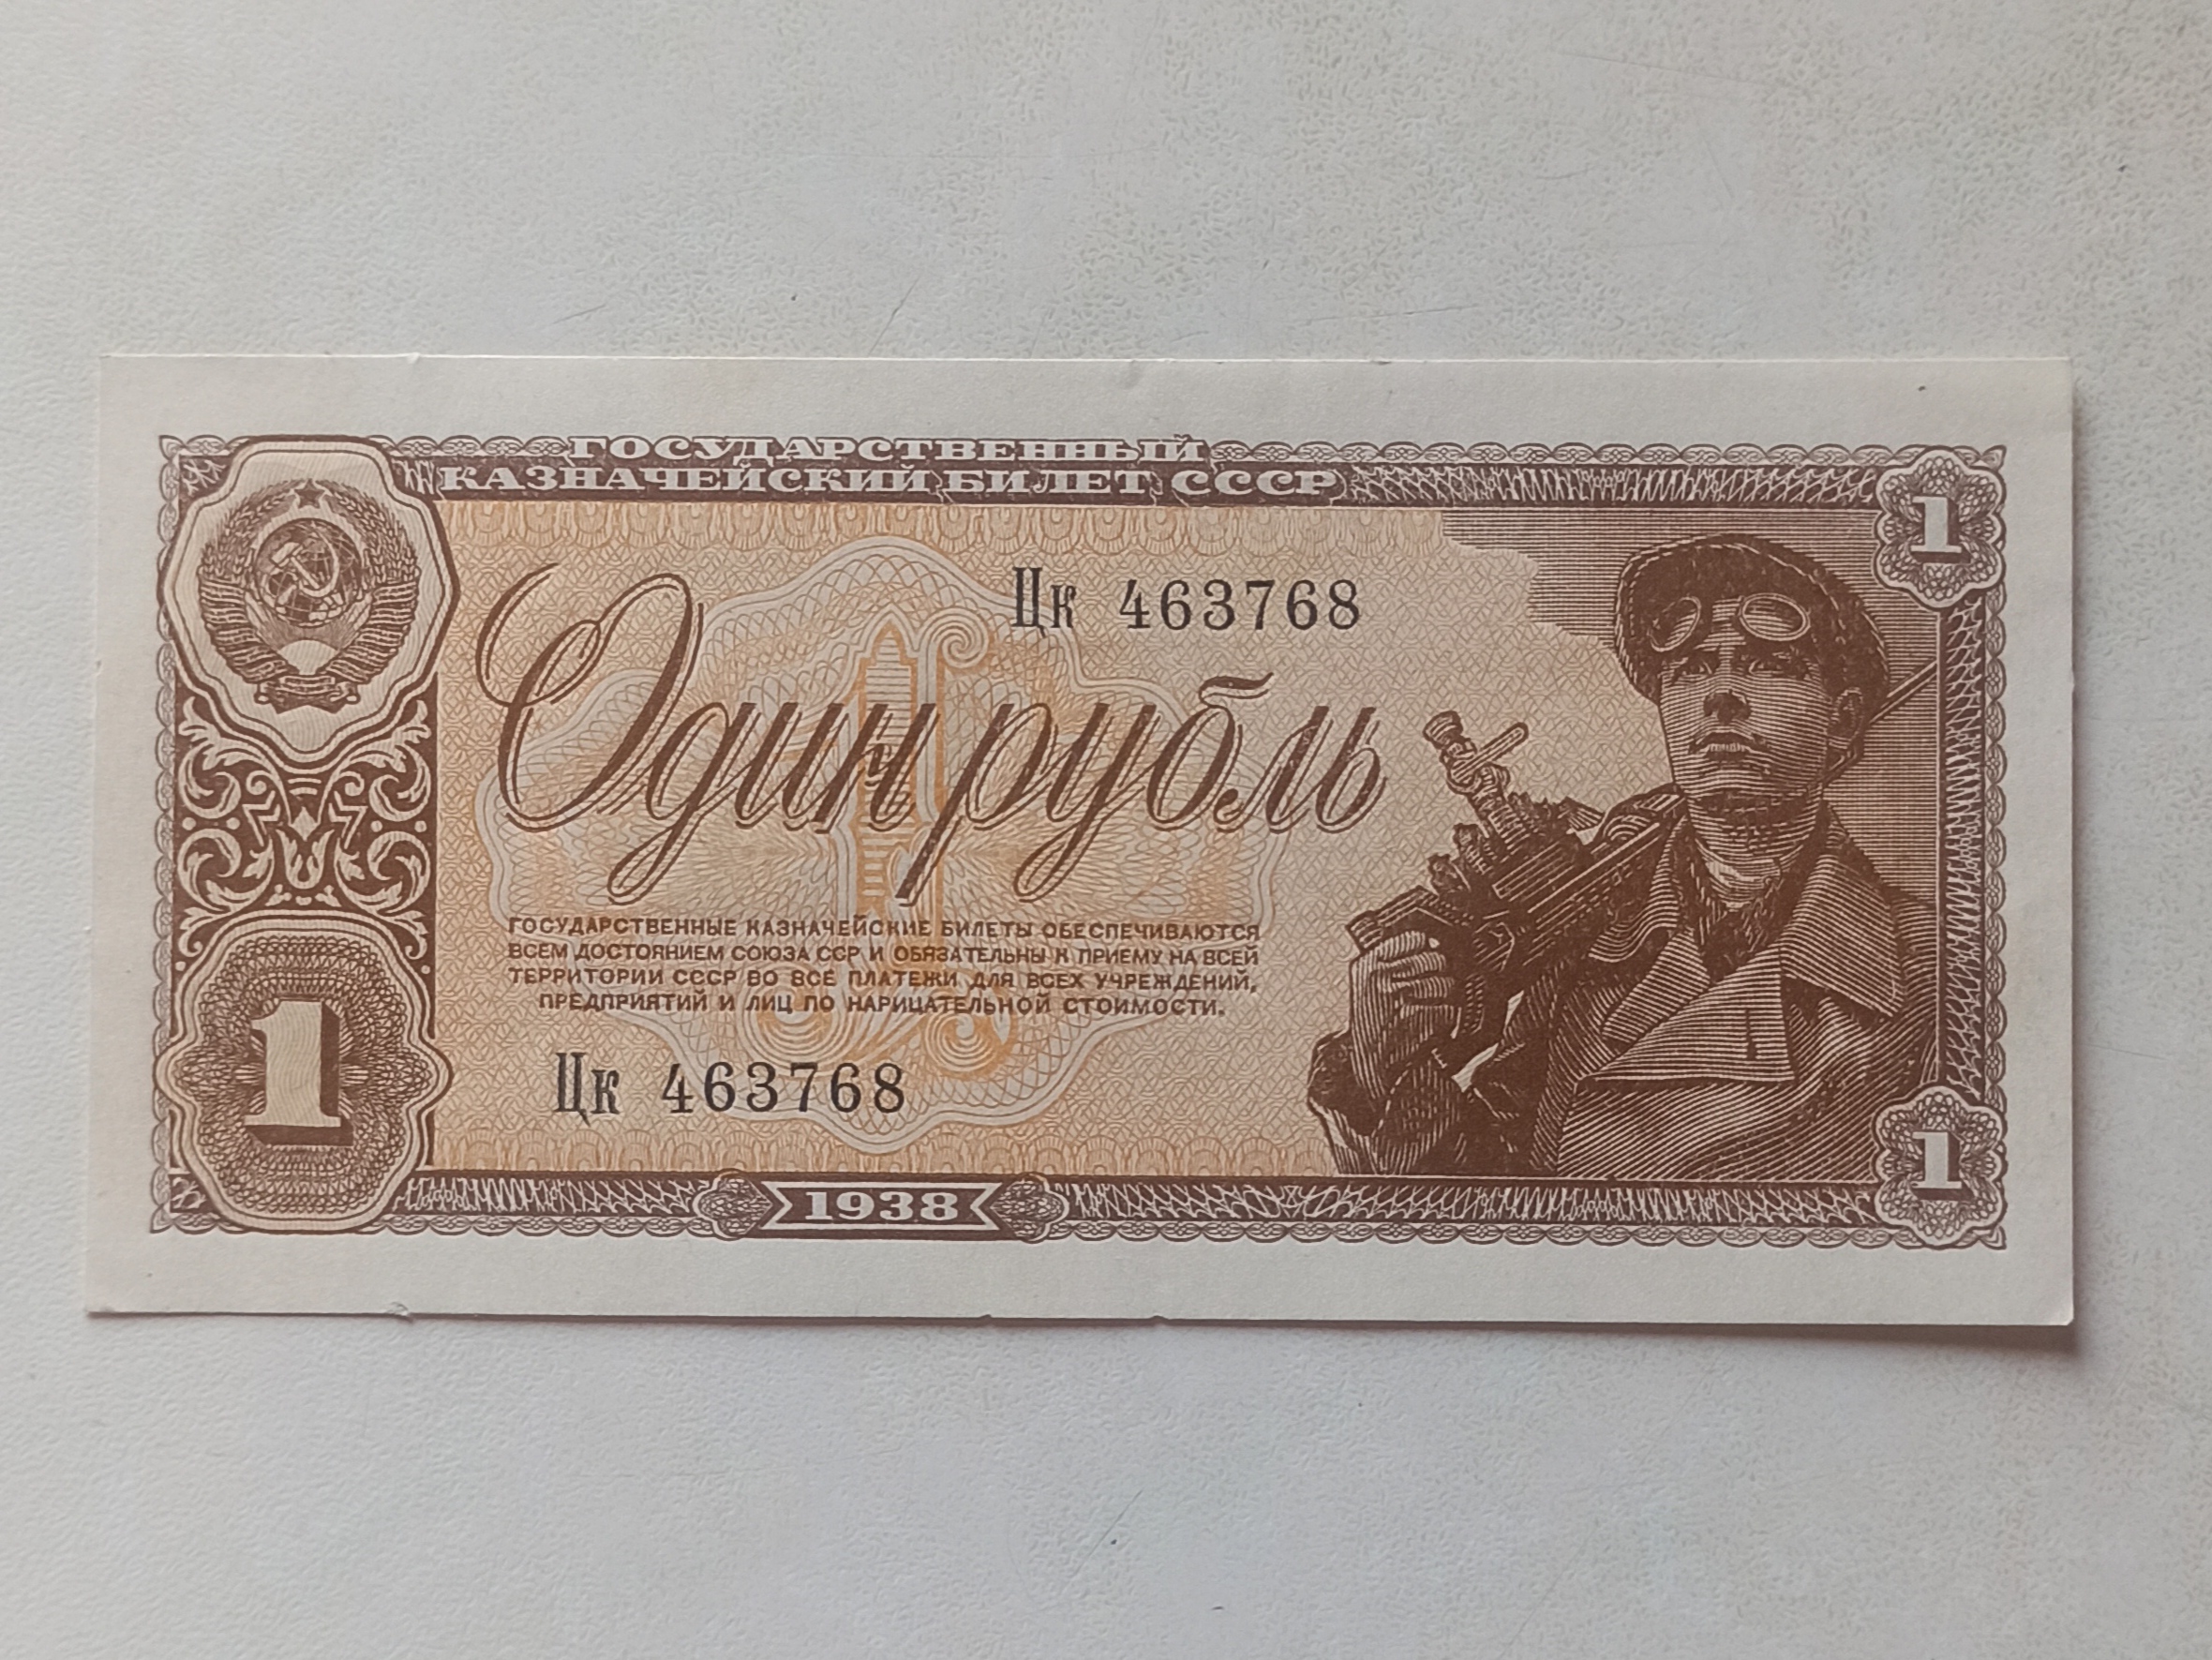 ГОСУДАРСТВЕННЫЙ
КАЗНАЧЕЙСКИЙ БИЛЕТ СССР
1
Цк 463768
Один рубль
ГОСУДАРСТВЕННЫЕ КАЗНАЧЕЙСКИЕ БИЛЕТЫ ОБЕСПЕЧИВАЮТСЯ
ВСЕМ ДОСТОЯНИЕМ СОЮЗА ССР И ОБЯЗАТЕЛЬНЫ К ПРИЕМУ НА ВСЕЙ
ТЕРРИТОРИИ СССР ВО ВСЕ ПЛАТЕЖИ ДЛЯ ВСЕХ УЧРЕЖДЕНИЙ,
ПРЕДПРИЯТИЙ И ЛИЦ ПО НАРИЦАТЕЛЬНОЙ СТОИМОСТИ.
1
Цк 463768
1
1938